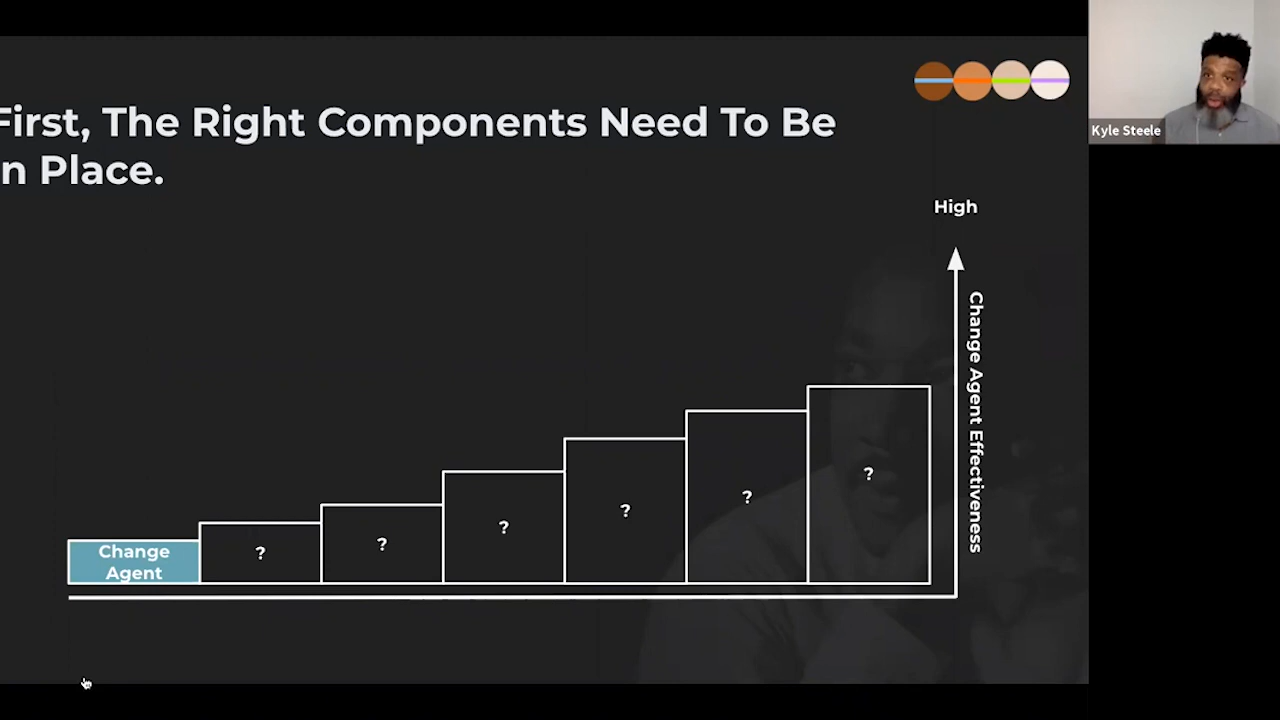 First, The Right Components Need To Be
n Place.
Kyle Steele
High
Change Agent Effectiveness
Change
Agent
?
?
?
?
?
?